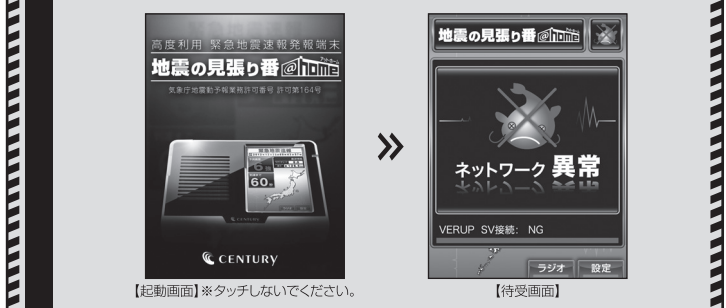 高度利用 緊急地震速報発報端末
地震の見張り番@home
アットホーム
気象庁地震動予報業務許可番号 許可第164号
緊急地震速報
6
60
CENTURY
CENTURY
【起動画面】※タッチしないでください。
»
地震の見張り番@home
ネットワーク 異常
VERUP SV接続: NG
ラジオ 設定
【待受画面】